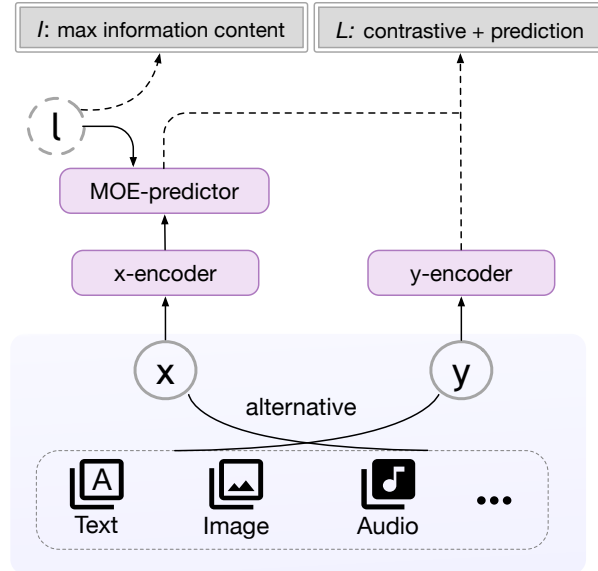 I: max information content
L: contrastive + prediction
l
MOE-predictor
x-encoder
y-encoder
x
y
alternative
A
Text
Image
Audio
...